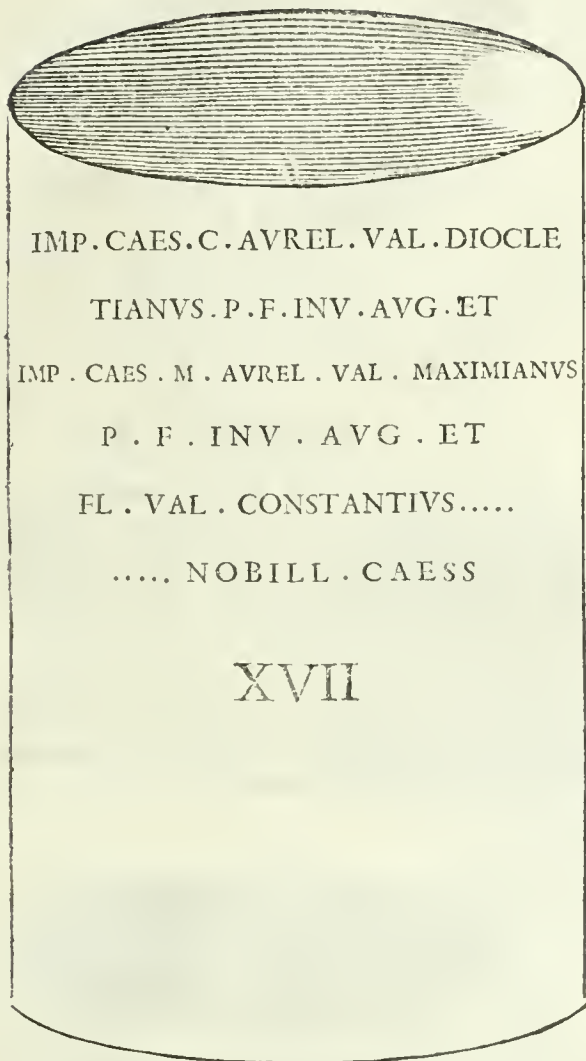 IMP. CAES. C. AVREL. VAL. DIOCLE
TIANVS. P. F. INV. AVG. ET
IMP. CAES. M. AVREL. VAL. MAXIMIANVS
P. F. INV. AVG. ET
FL. VAL. CONSTANTIVS.....
..... NOBILL. CAESS
XVII